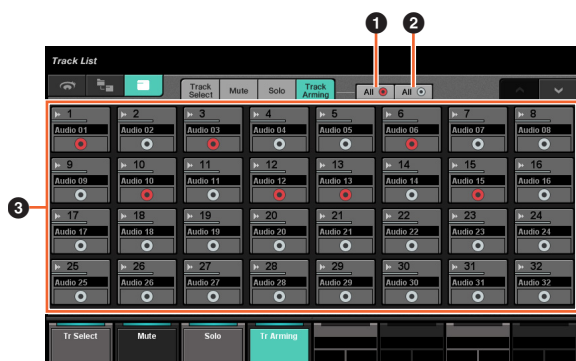 1 2
Track List
Track Select Mute Solo Track Arming All All
3
1 2 3 4 5 6 7 8
Audio 01 Audio 02 Audio 03 Audio 04 Audio 05 Audio 06 Audio 07 Audio 08
9 10 11 12 13 14 15 16
Audio 09 Audio 10 Audio 11 Audio 12 Audio 13 Audio 14 Audio 15 Audio 16
17 18 19 20 21 22 23 24
Audio 17 Audio 18 Audio 19 Audio 20 Audio 21 Audio 22 Audio 23 Audio 24
25 26 27 28 29 30 31 32
Audio 25 Audio 26 Audio 27 Audio 28 Audio 29 Audio 30 Audio 31 Audio 32
Tr Select Mute Solo Tr Arming